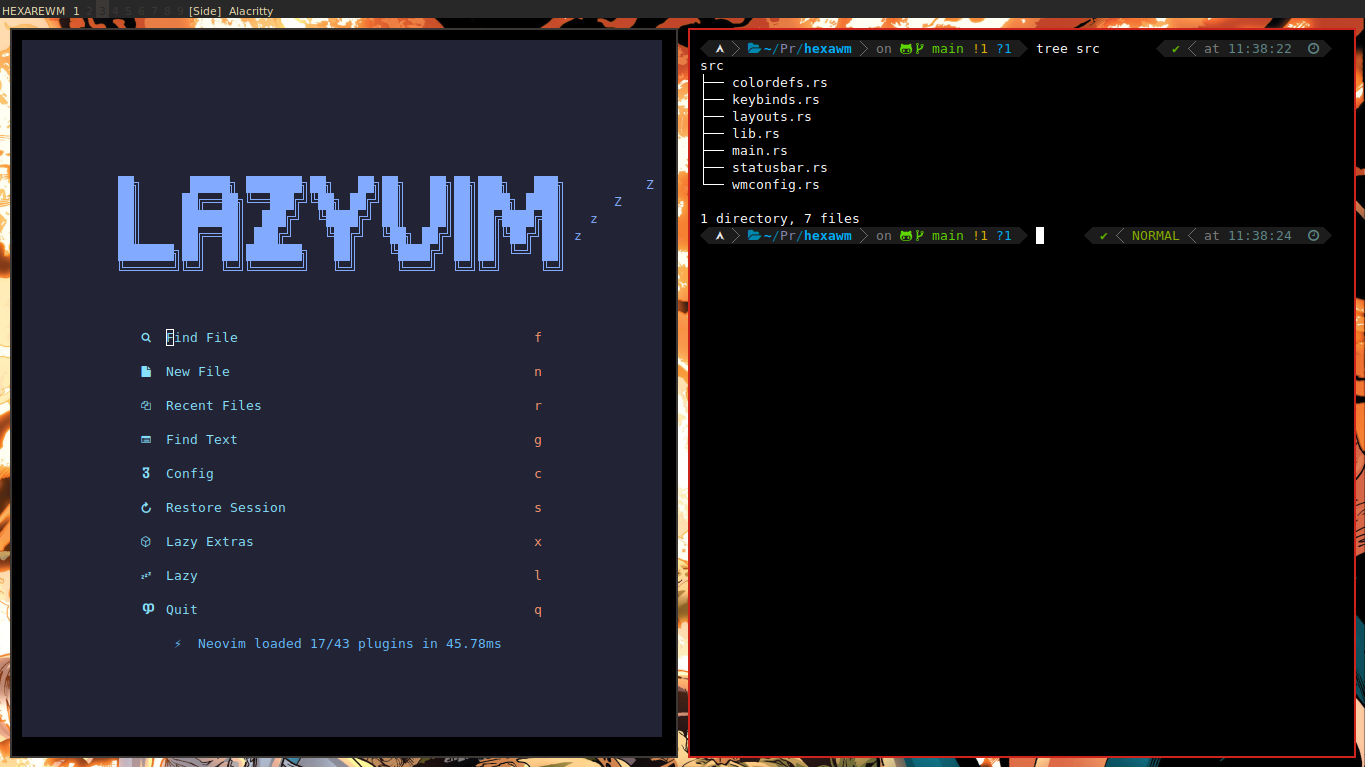 HEXAREWM 1 2 3 4 5 6 7 8 9 [Side] Alacritty
LAZYVIM
Z
Z
z
z
Find File f
New File n
Recent Files r
Find Text g
Config c
Restore Session s
Lazy Extras x
Lazy l
Quit q
⚡ Neovim loaded 17/43 plugins in 45.78ms
~/Pr/hexawm on main !1 ?1 tree src ✔ at 11:38:22
src
├── colordefs.rs
├── keybinds.rs
├── layouts.rs
├── lib.rs
├── main.rs
├── statusbar.rs
└── wmconfig.rs
1 directory, 7 files
~/Pr/hexawm on main !1 ?1 ✔ NORMAL at 11:38:24